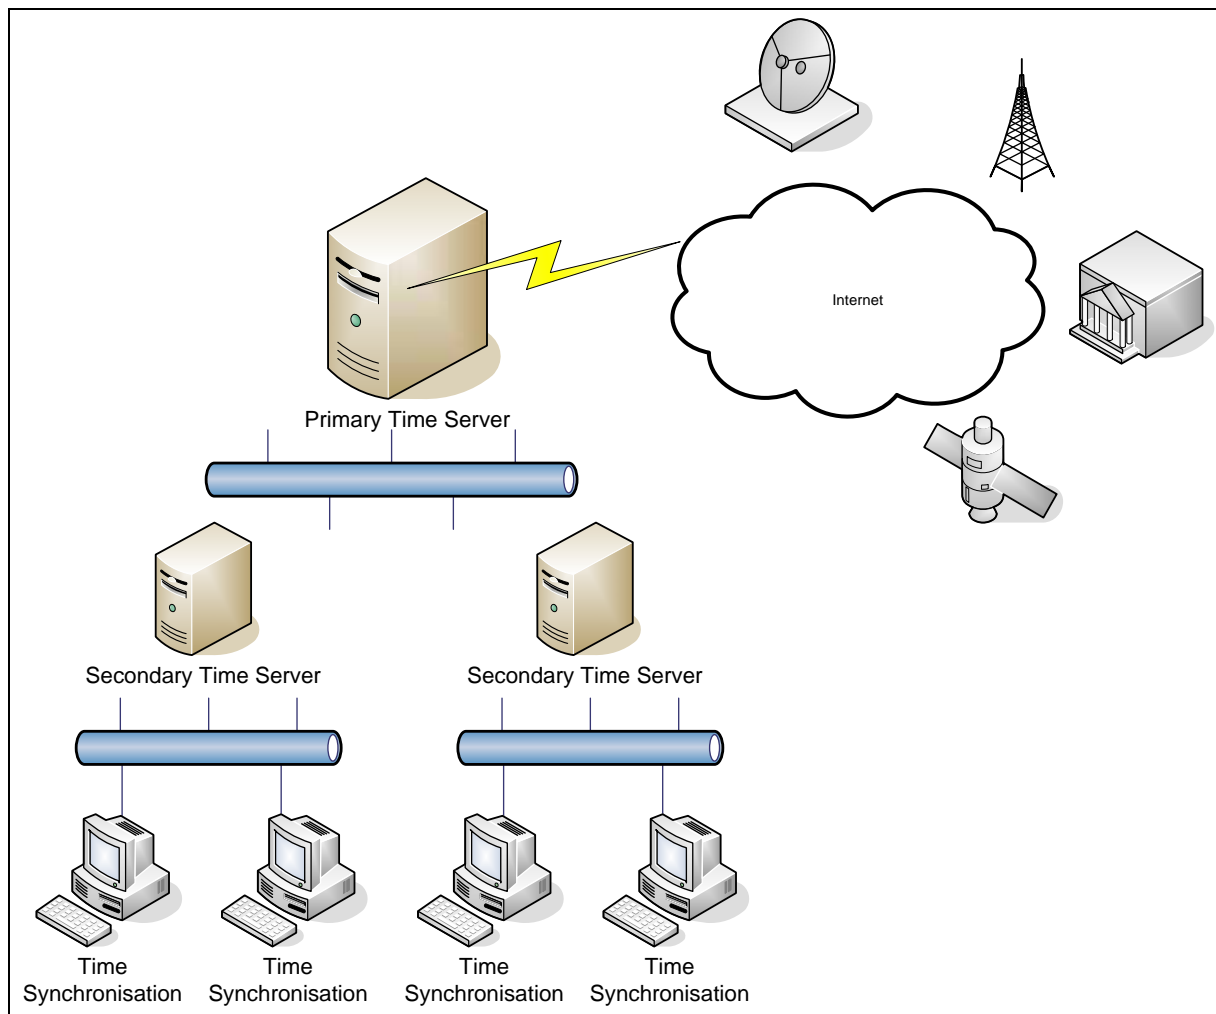 Internet
Primary Time Server
Secondary Time Server
Secondary Time Server
Time
Synchronisation
Time
Synchronisation
Time
Synchronisation
Time
Synchronisation